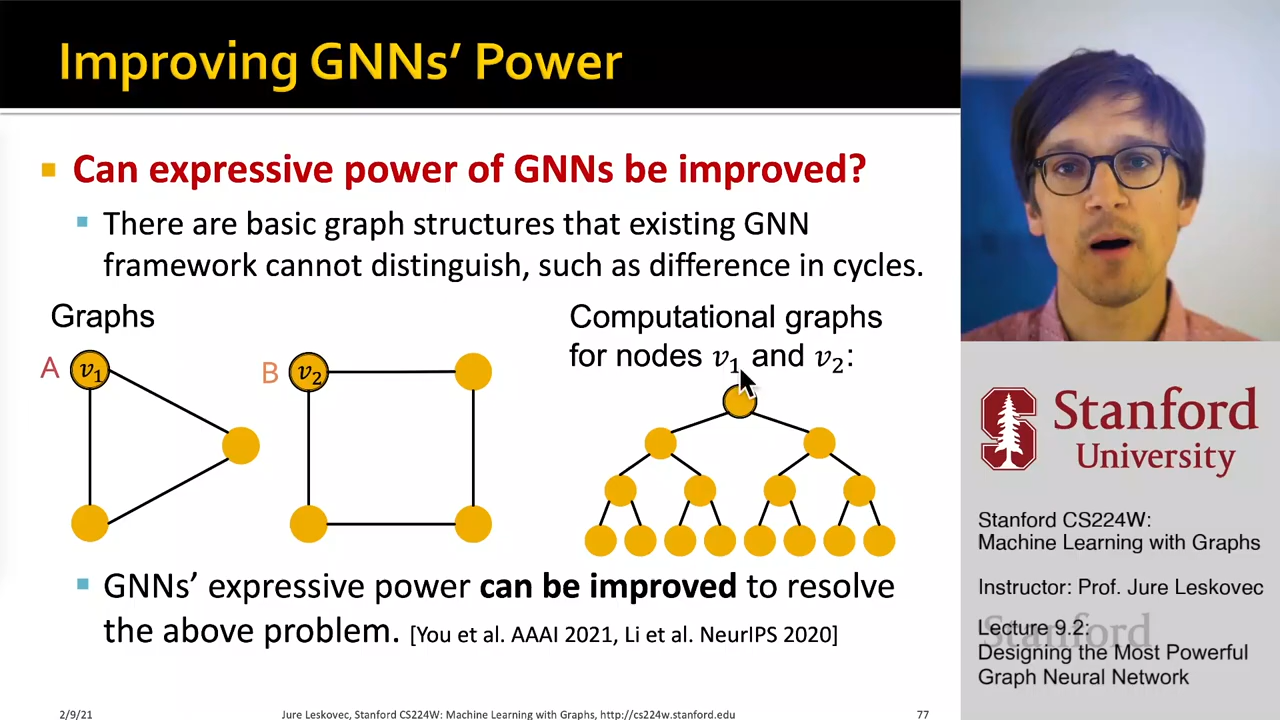 Improving GNNs' Power
Can expressive power of GNNs be improved?
There are basic graph structures that existing GNN
framework cannot distinguish, such as difference in cycles.
Graphs
A
v₁
B
v₂
Computational graphs
for nodes v₁ and v₂:
GNNs' expressive power can be improved to resolve
the above problem. [You et al. AAAI 2021, Li et al. NeurIPS 2020]
2/9/21
Jure Leskovec, Stanford CS224W: Machine Learning with Graphs, http://cs224w.stanford.edu
77
S
Stanford
University
Stanford CS224W:
Machine Learning with Graphs
Instructor: Prof. Jure Leskovec
Stanford
Lecture 9.2:
Designing the Most Powerful
Graph Neural Network